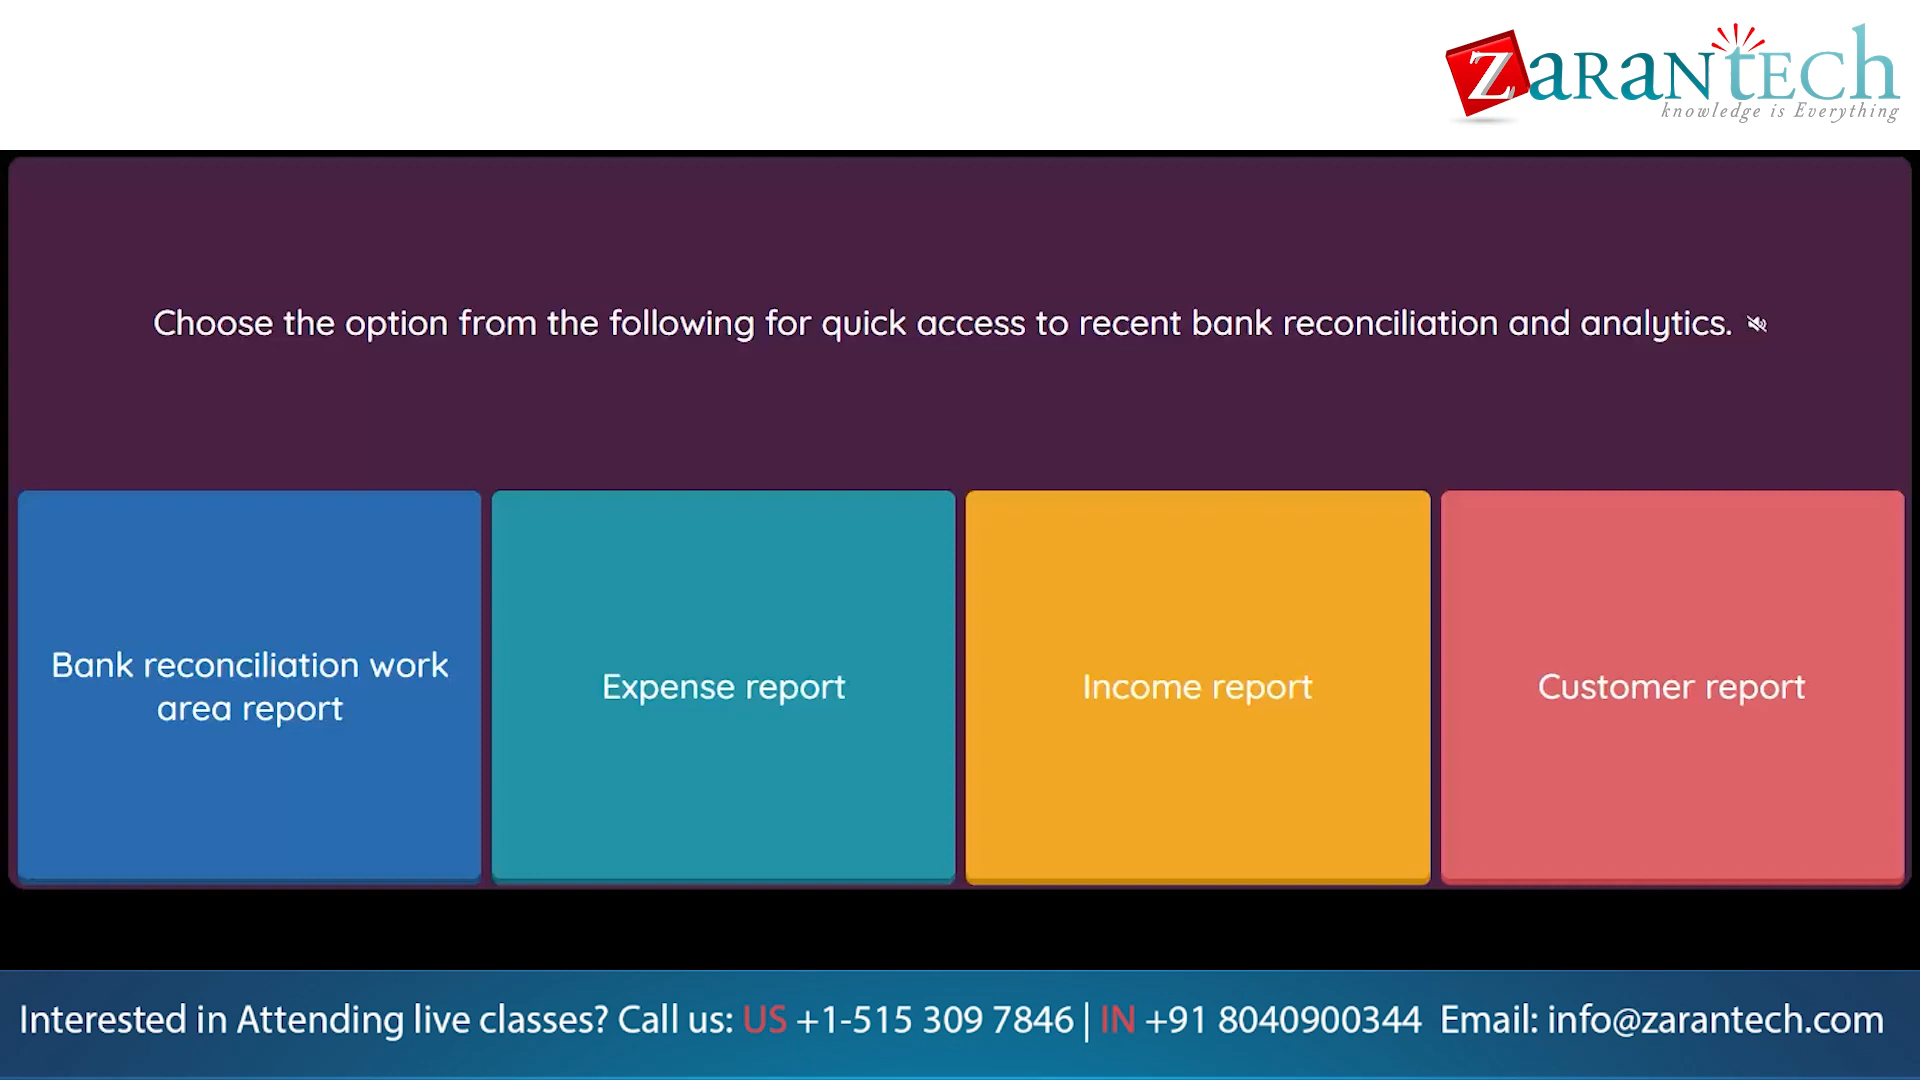 ZaranTech
knowledge is Everything
Choose the option from the following for quick access to recent bank reconciliation and analytics.
Bank reconciliation work
area report
Expense report
Income report
Customer report
Interested in Attending live classes? Call us: US +1-515 309 7846 | IN +91 8040900344 Email: info@zarantech.com